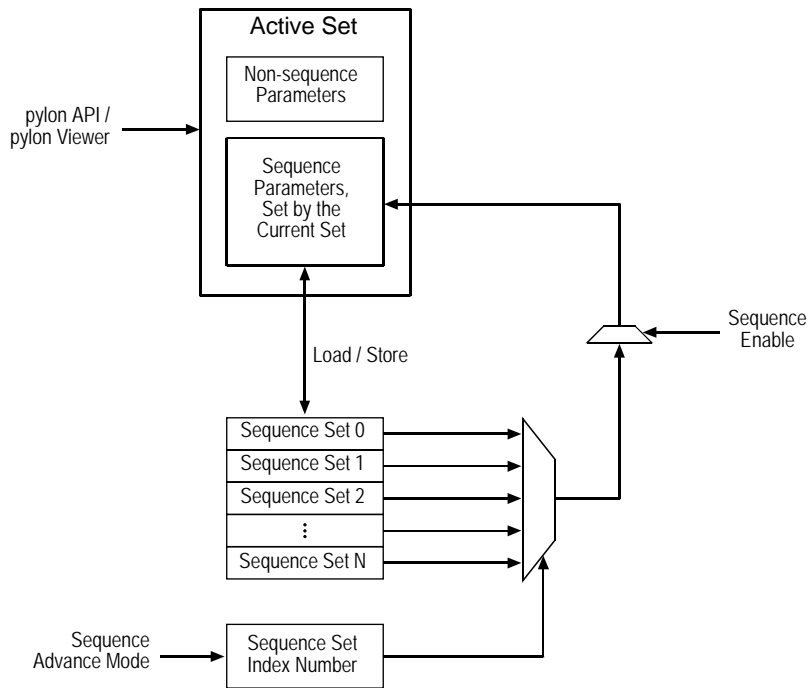 Active Set
Non-sequence
Parameters
pylon API /
pylon Viewer
Sequence
Parameters,
Set by the
Current Set
Sequence
Enable
Load / Store
Sequence Set 0
Sequence Set 1
Sequence Set 2
⋮
Sequence Set N
Sequence
Advance Mode
Sequence Set
Index Number